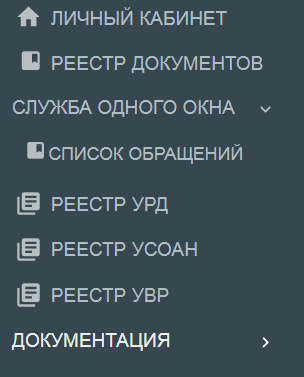 ЛИЧНЫЙ КАБИНЕТ
РЕЕСТР ДОКУМЕНТОВ
СЛУЖБА ОДНОГО ОКНА
СПИСОК ОБРАЩЕНИЙ
РЕЕСТР УРД
РЕЕСТР УСОАН
РЕЕСТР УВР
ДОКУМЕНТАЦИЯ